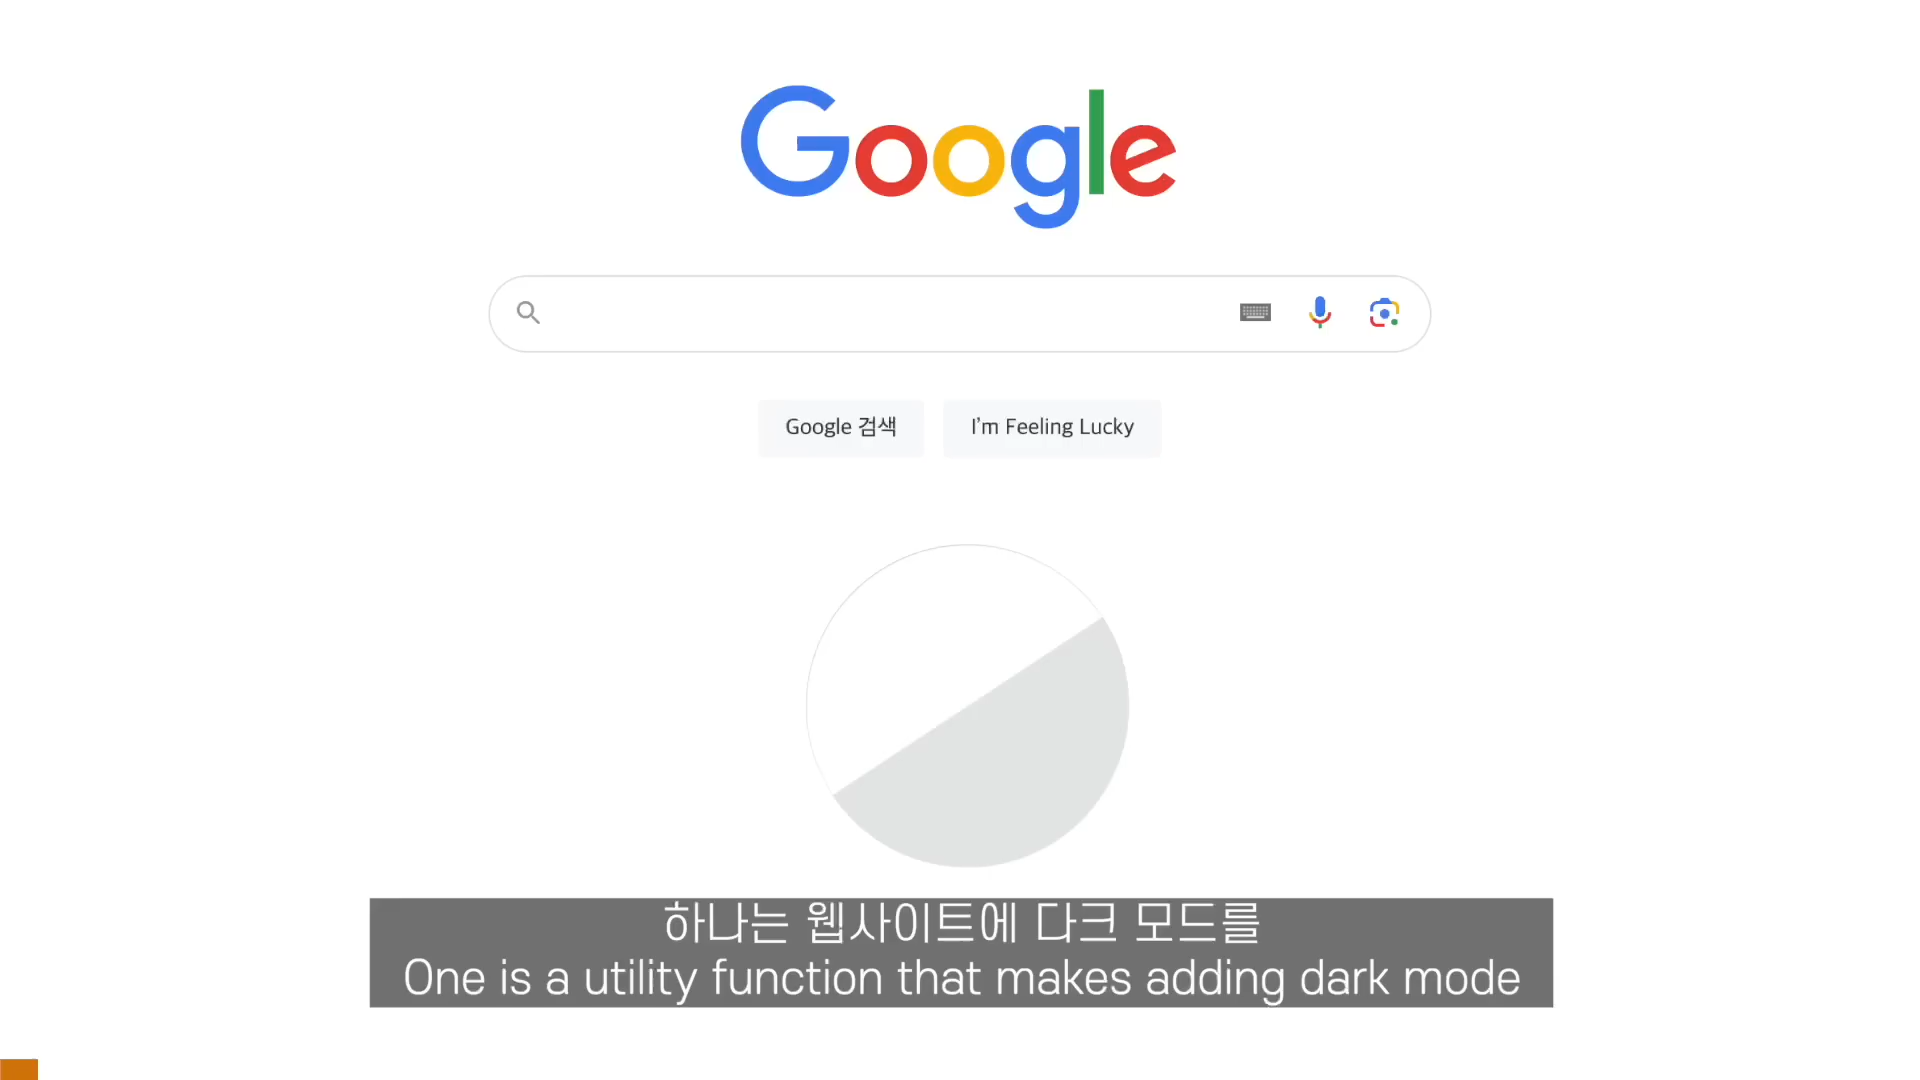 Google
Google 검색
I'm Feeling Lucky
하나는 웹사이트에 다크 모드를
One is a utility function that makes adding dark mode